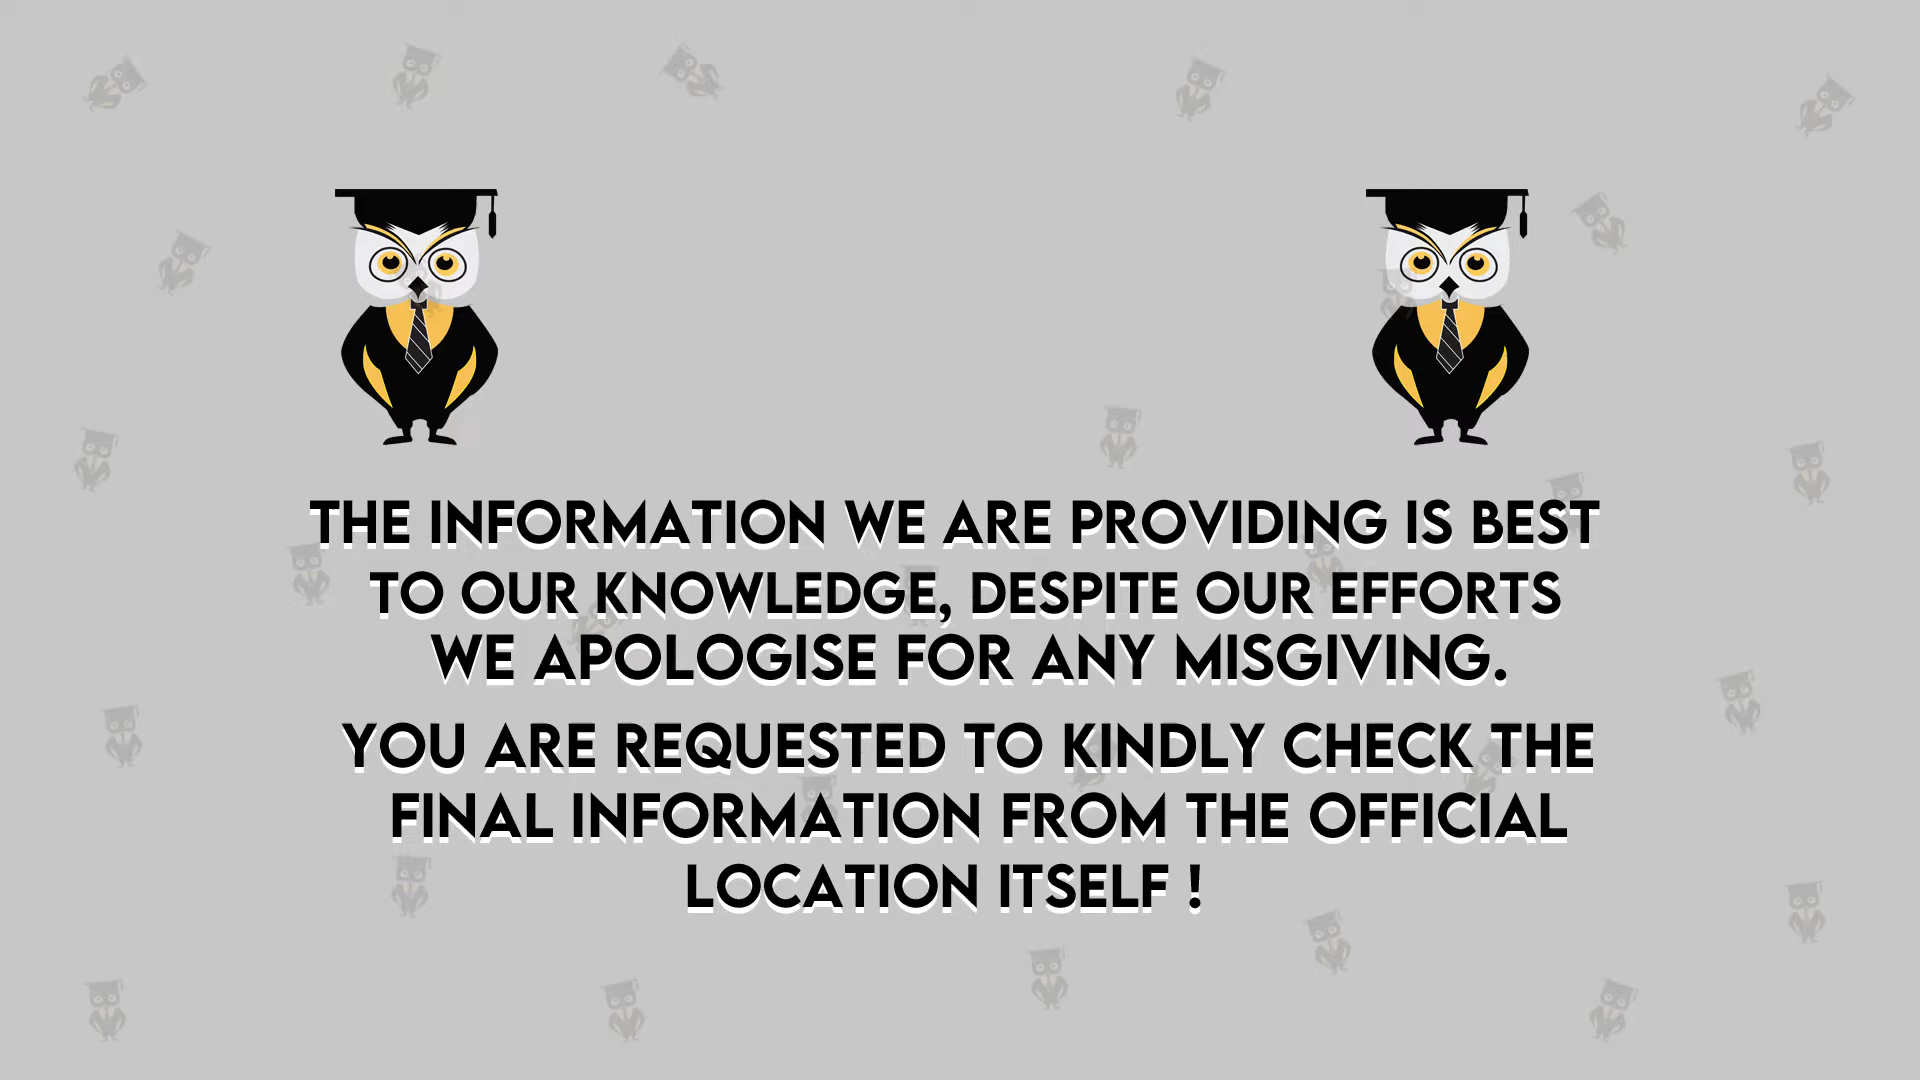 THE INFORMATION WE ARE PROVIDING IS BEST
TO OUR KNOWLEDGE, DESPITE OUR EFFORTS
WE APOLOGISE FOR ANY MISGIVING.
YOU ARE REQUESTED TO KINDLY CHECK THE
FINAL INFORMATION FROM THE OFFICIAL
LOCATION ITSELF !